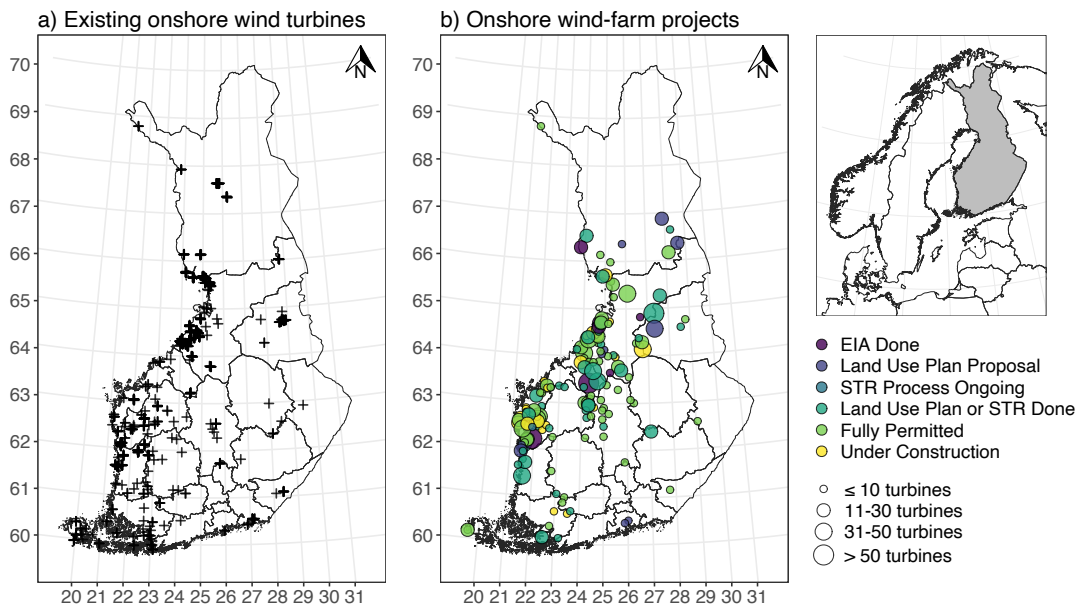 a) Existing onshore wind turbines
N
70
69
68
67
66
65
64
63
62
61
60
20 21 22 23 24 25 26 27 28 29 30 31
b) Onshore wind-farm projects
N
70
69
68
67
66
65
64
63
62
61
60
20 21 22 23 24 25 26 27 28 29 30 31
EIA Done
Land Use Plan Proposal
STR Process Ongoing
Land Use Plan or STR Done
Fully Permitted
Under Construction
≤ 10 turbines
11-30 turbines
31-50 turbines
> 50 turbines